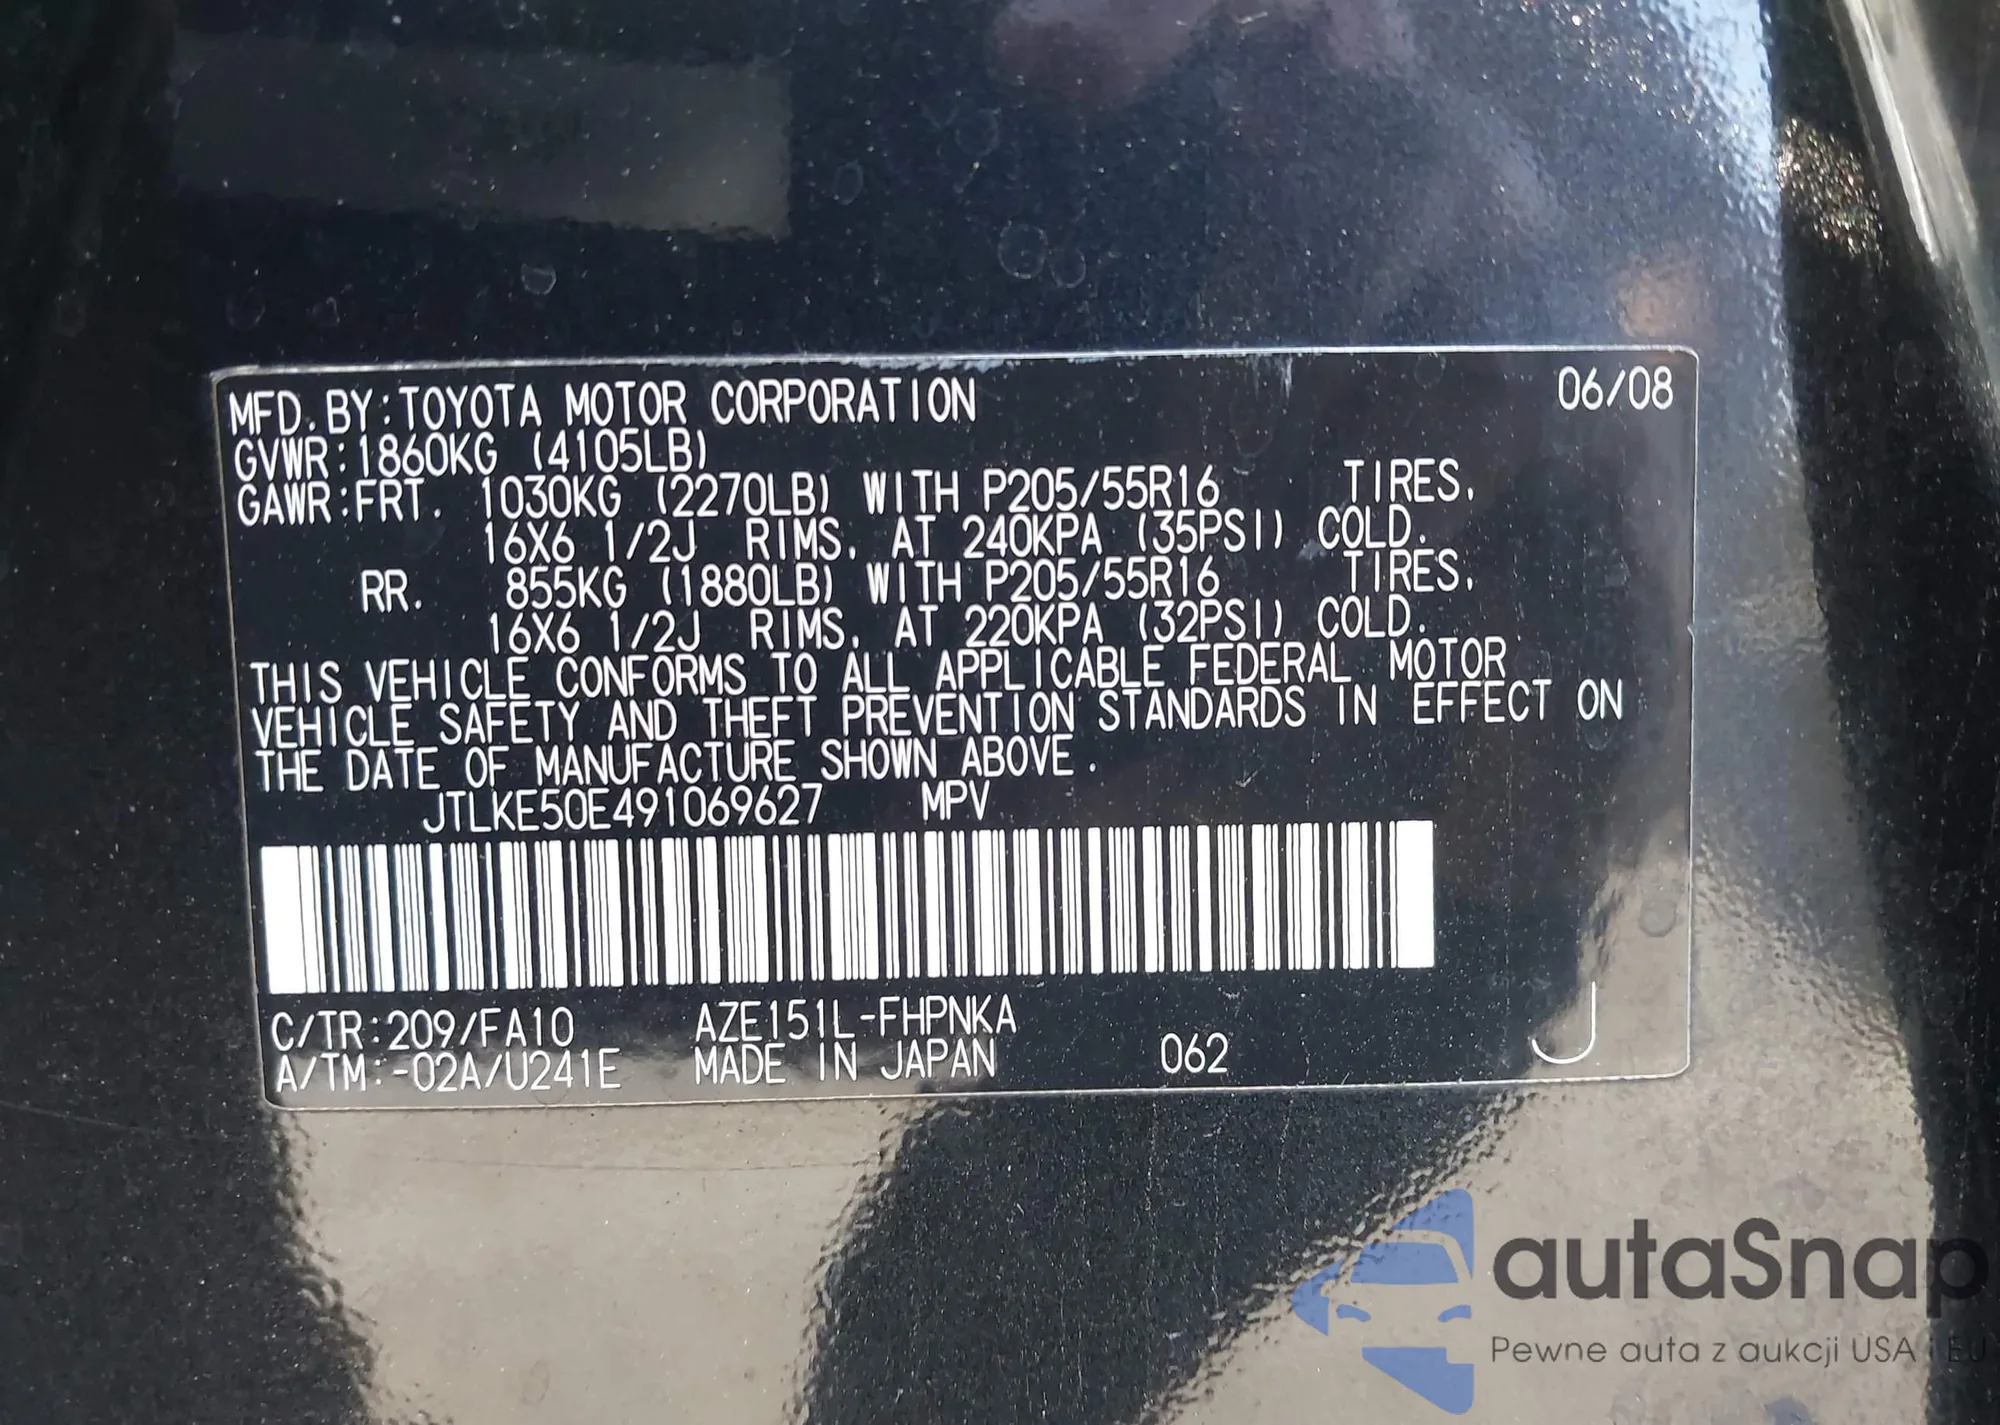 MFD. BY: TOYOTA MOTOR CORPORATION 06/08
GVWR: 1860KG (4105LB)
GAWR: FRT. 1030KG (2270LB) WITH P205/55R16 TIRES,
16X6 1/2J RIMS, AT 240KPA (35PSI) COLD.
RR. 855KG (1880LB) WITH P205/55R16 TIRES,
16X6 1/2J RIMS, AT 220KPA (32PSI) COLD.
THIS VEHICLE CONFORMS TO ALL APPLICABLE FEDERAL MOTOR
VEHICLE SAFETY AND THEFT PREVENTION STANDARDS IN EFFECT ON
THE DATE OF MANUFACTURE SHOWN ABOVE.
JTLKE50E491069627 MPV
C/TR: 209/FA10 AZE151L-FHPNKA
A/TM: -02A/U241E MADE IN JAPAN 062 J
autaSnap
Pewne auta z aukcji USA i EU